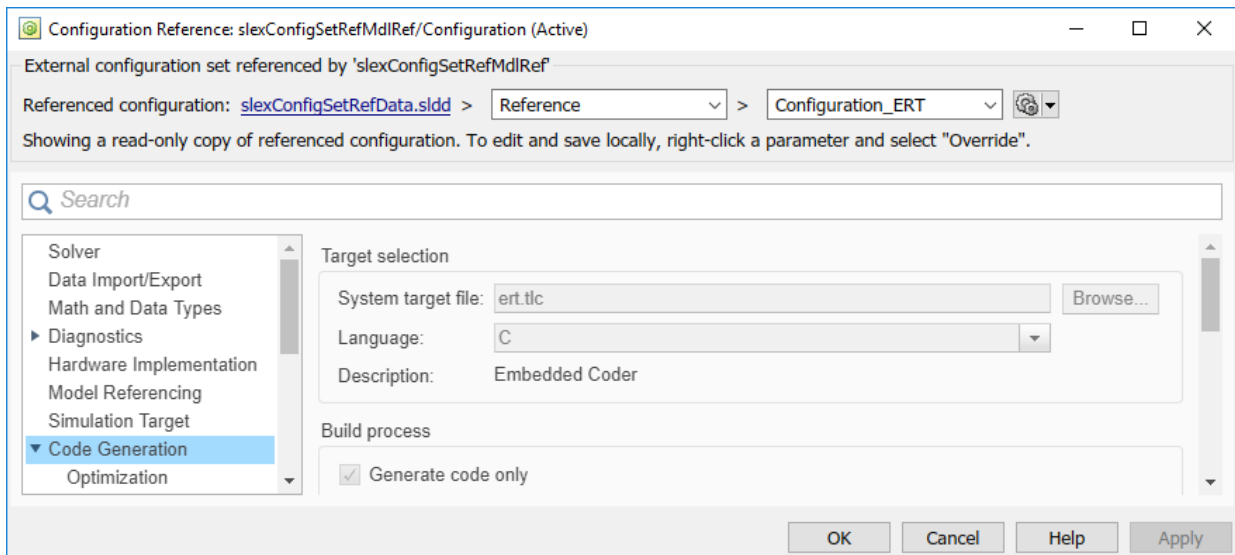 Configuration Reference: slexConfigSetRefMdlRef/Configuration (Active)
External configuration set referenced by 'slexConfigSetRefMdlRef'
Referenced configuration: slexConfigSetRefData.sldd > Reference > Configuration_ERT
Showing a read-only copy of referenced configuration. To edit and save locally, right-click a parameter and select "Override".
Search
Solver
Data Import/Export
Math and Data Types
Diagnostics
Hardware Implementation
Model Referencing
Simulation Target
Code Generation
Optimization
Target selection
System target file: ert.tlc Browse...
Language: C
Description: Embedded Coder
Build process
Generate code only
OK Cancel Help Apply